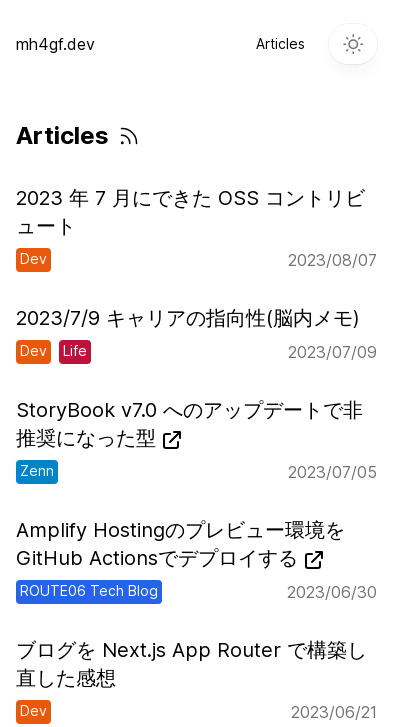 mh4gf.dev
Articles
Articles
2023 年 7 月にできた OSS コントリビ
ュート
Dev
2023/08/07
2023/7/9 キャリアの指向性(脳内メモ)
Dev Life
2023/07/09
StoryBook v7.0 へのアップデートで非
推奨になった型
Zenn
2023/07/05
Amplify Hostingのプレビュー環境を
GitHub Actionsでデプロイする
ROUTE06 Tech Blog
2023/06/30
ブログを Next.js App Router で構築し
直した感想
Dev
2023/06/21